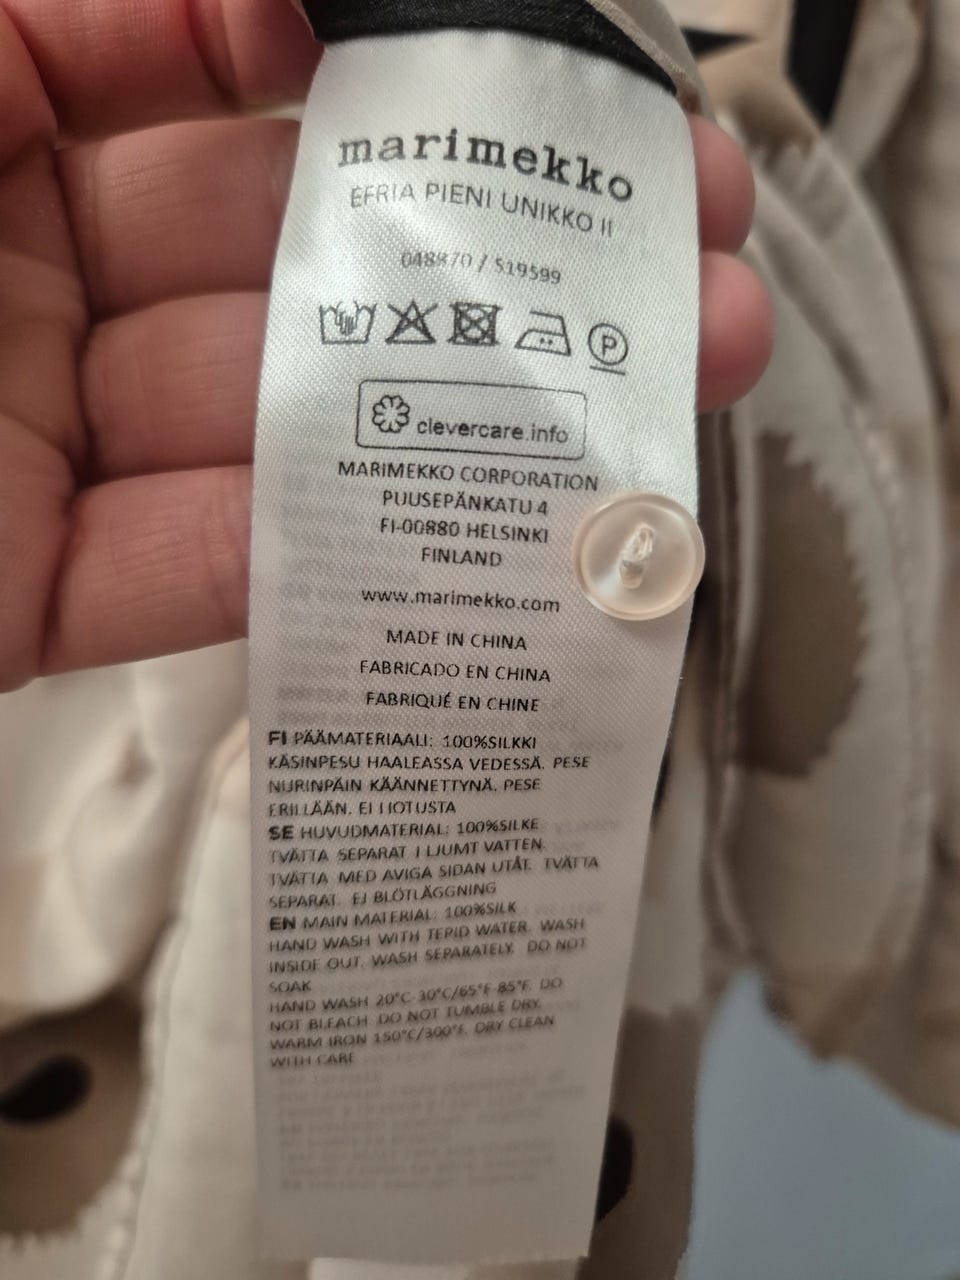 marimekko
EFRIA PIENI UNIKKO II
048870 / 519599
P
clevercare.info
MARIMEKKO CORPORATION
PUUSEPÄNKATU 4
FI-00880 HELSINKI
FINLAND
www.marimekko.com
MADE IN CHINA
FABRICADO EN CHINA
FABRIQUÉ EN CHINE
FI PÄÄMATERIAALI: 100%SILKKI
KÄSINPESU HAALEASSA VEDESSÄ. PESE
NURINPÄIN KÄÄNNETTYNÄ. PESE
ERILLÄÄN. EI LIOTUSTA
SE HUVUDMATERIAL: 100%SILKE
TVÄTTA SEPARAT I LJUMT VATTEN.
TVÄTTA MED AVIGA SIDAN UTÅT. TVÄTTA
SEPARAT. EJ BLÖTLÄGGNING
EN MAIN MATERIAL: 100%SILK
HAND WASH WITH TEPID WATER. WASH
INSIDE OUT. WASH SEPARATELY. DO NOT
SOAK
HAND WASH 20°C-30°C/65°F-85°F. DO
NOT BLEACH. DO NOT TUMBLE DRY.
WARM IRON 150°C/300°F. DRY CLEAN
WITH CARE